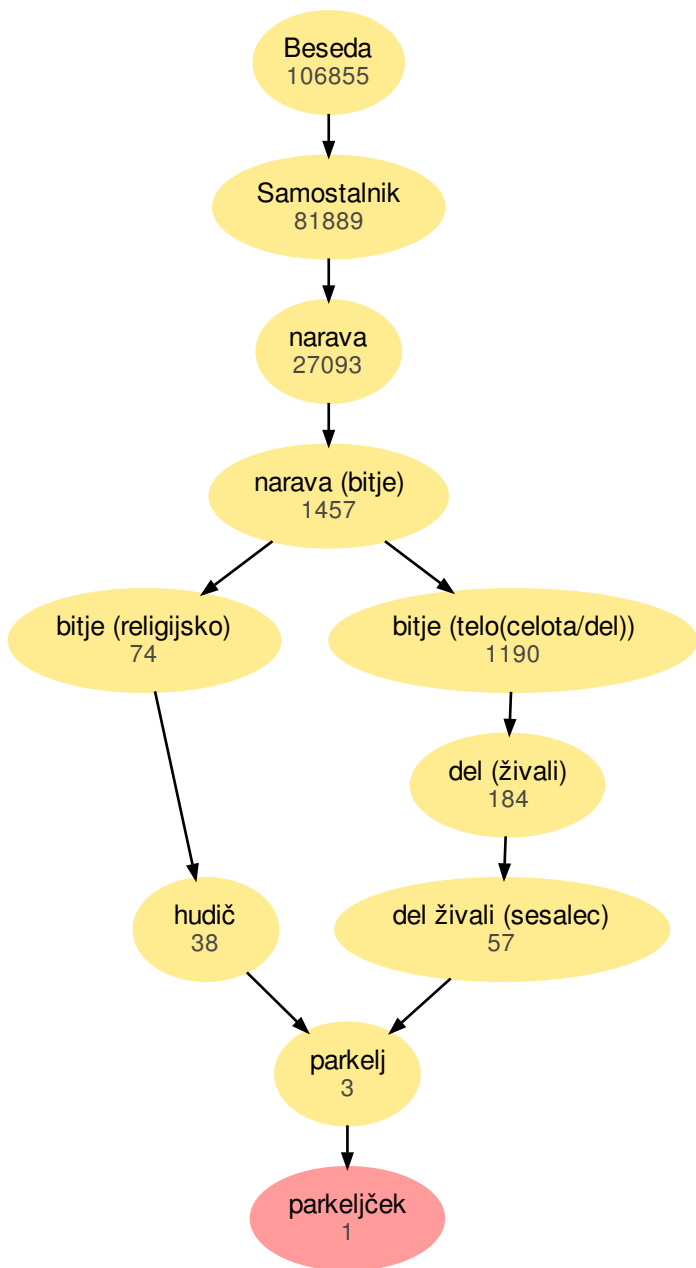 Beseda
106855
Samostalnik
81889
narava
27093
narava (bitje)
1457
bitje (religijsko)
74
bitje (telo(celota/del))
1190
del (živali)
184
hudič
38
del živali (sesalec)
57
parkelj
3
parkeljček
1